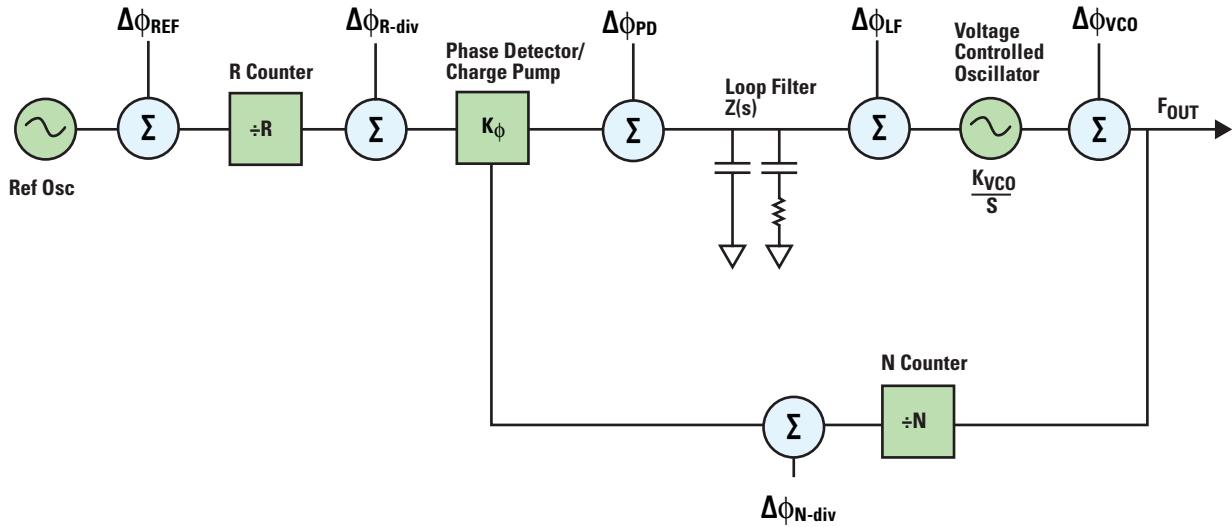 ΔϕREF
ΔϕR-div
ΔϕPD
ΔϕLF
ΔϕVCO
Voltage
Controlled
Oscillator
Phase Detector/
Charge Pump
R Counter
Loop Filter
Z(s)
FOUT
Σ
÷R
Σ
Kϕ
Σ
Σ
Σ
Ref Osc
KVCO
S
N Counter
Σ
÷N
ΔϕN-div